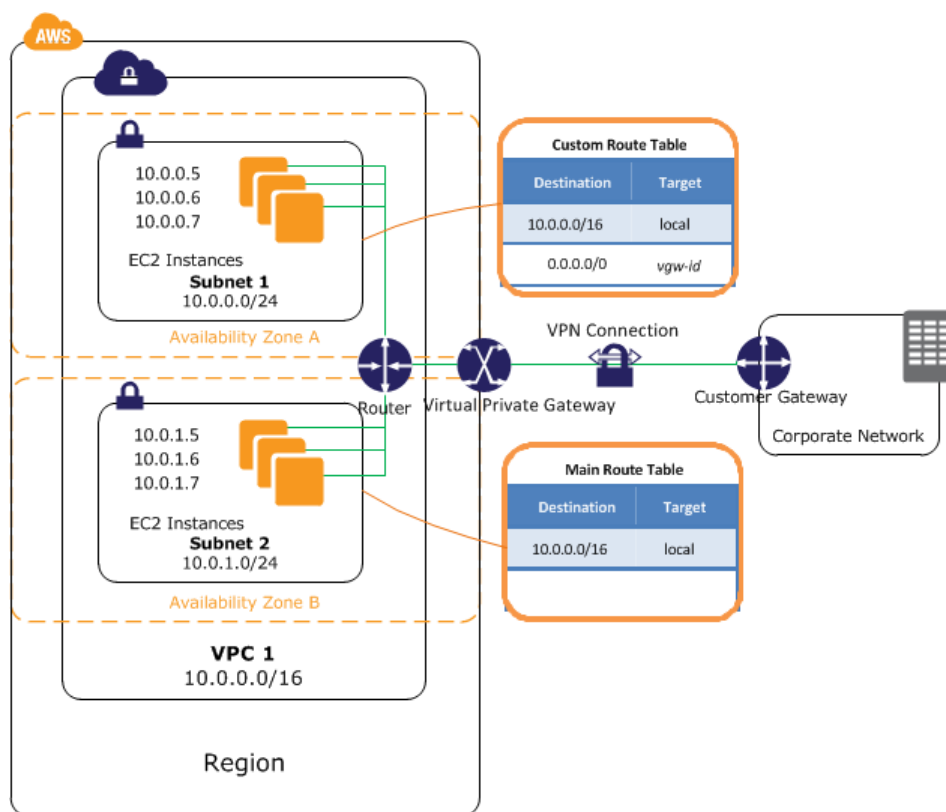 AWS
10.0.0.5
10.0.0.6
10.0.0.7
EC2 Instances
Subnet 1
10.0.0.0/24
Availability Zone A
Custom Route Table
Destination Target
10.0.0.0/16 local
0.0.0.0/0 vgw-id
VPN Connection
Router
Virtual Private Gateway
Customer Gateway
Corporate Network
10.0.1.5
10.0.1.6
10.0.1.7
EC2 Instances
Subnet 2
10.0.1.0/24
Availability Zone B
Main Route Table
Destination Target
10.0.0.0/16 local
VPC 1
10.0.0.0/16
Region